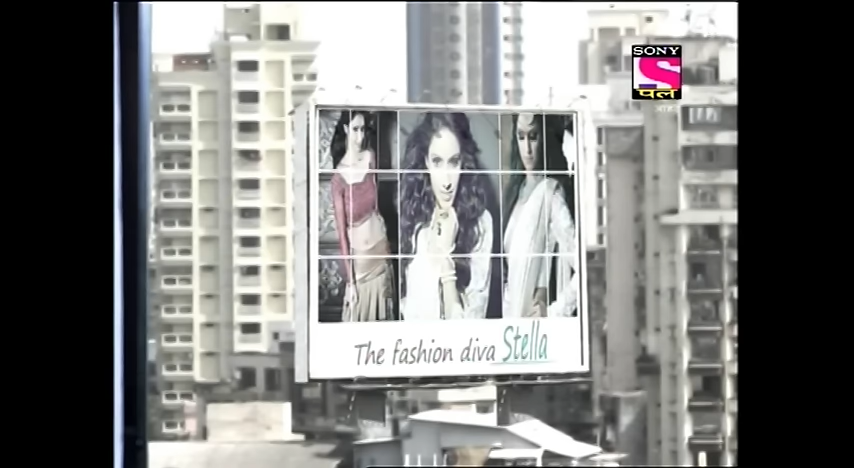 SONY
पल
The fashion diva Stella